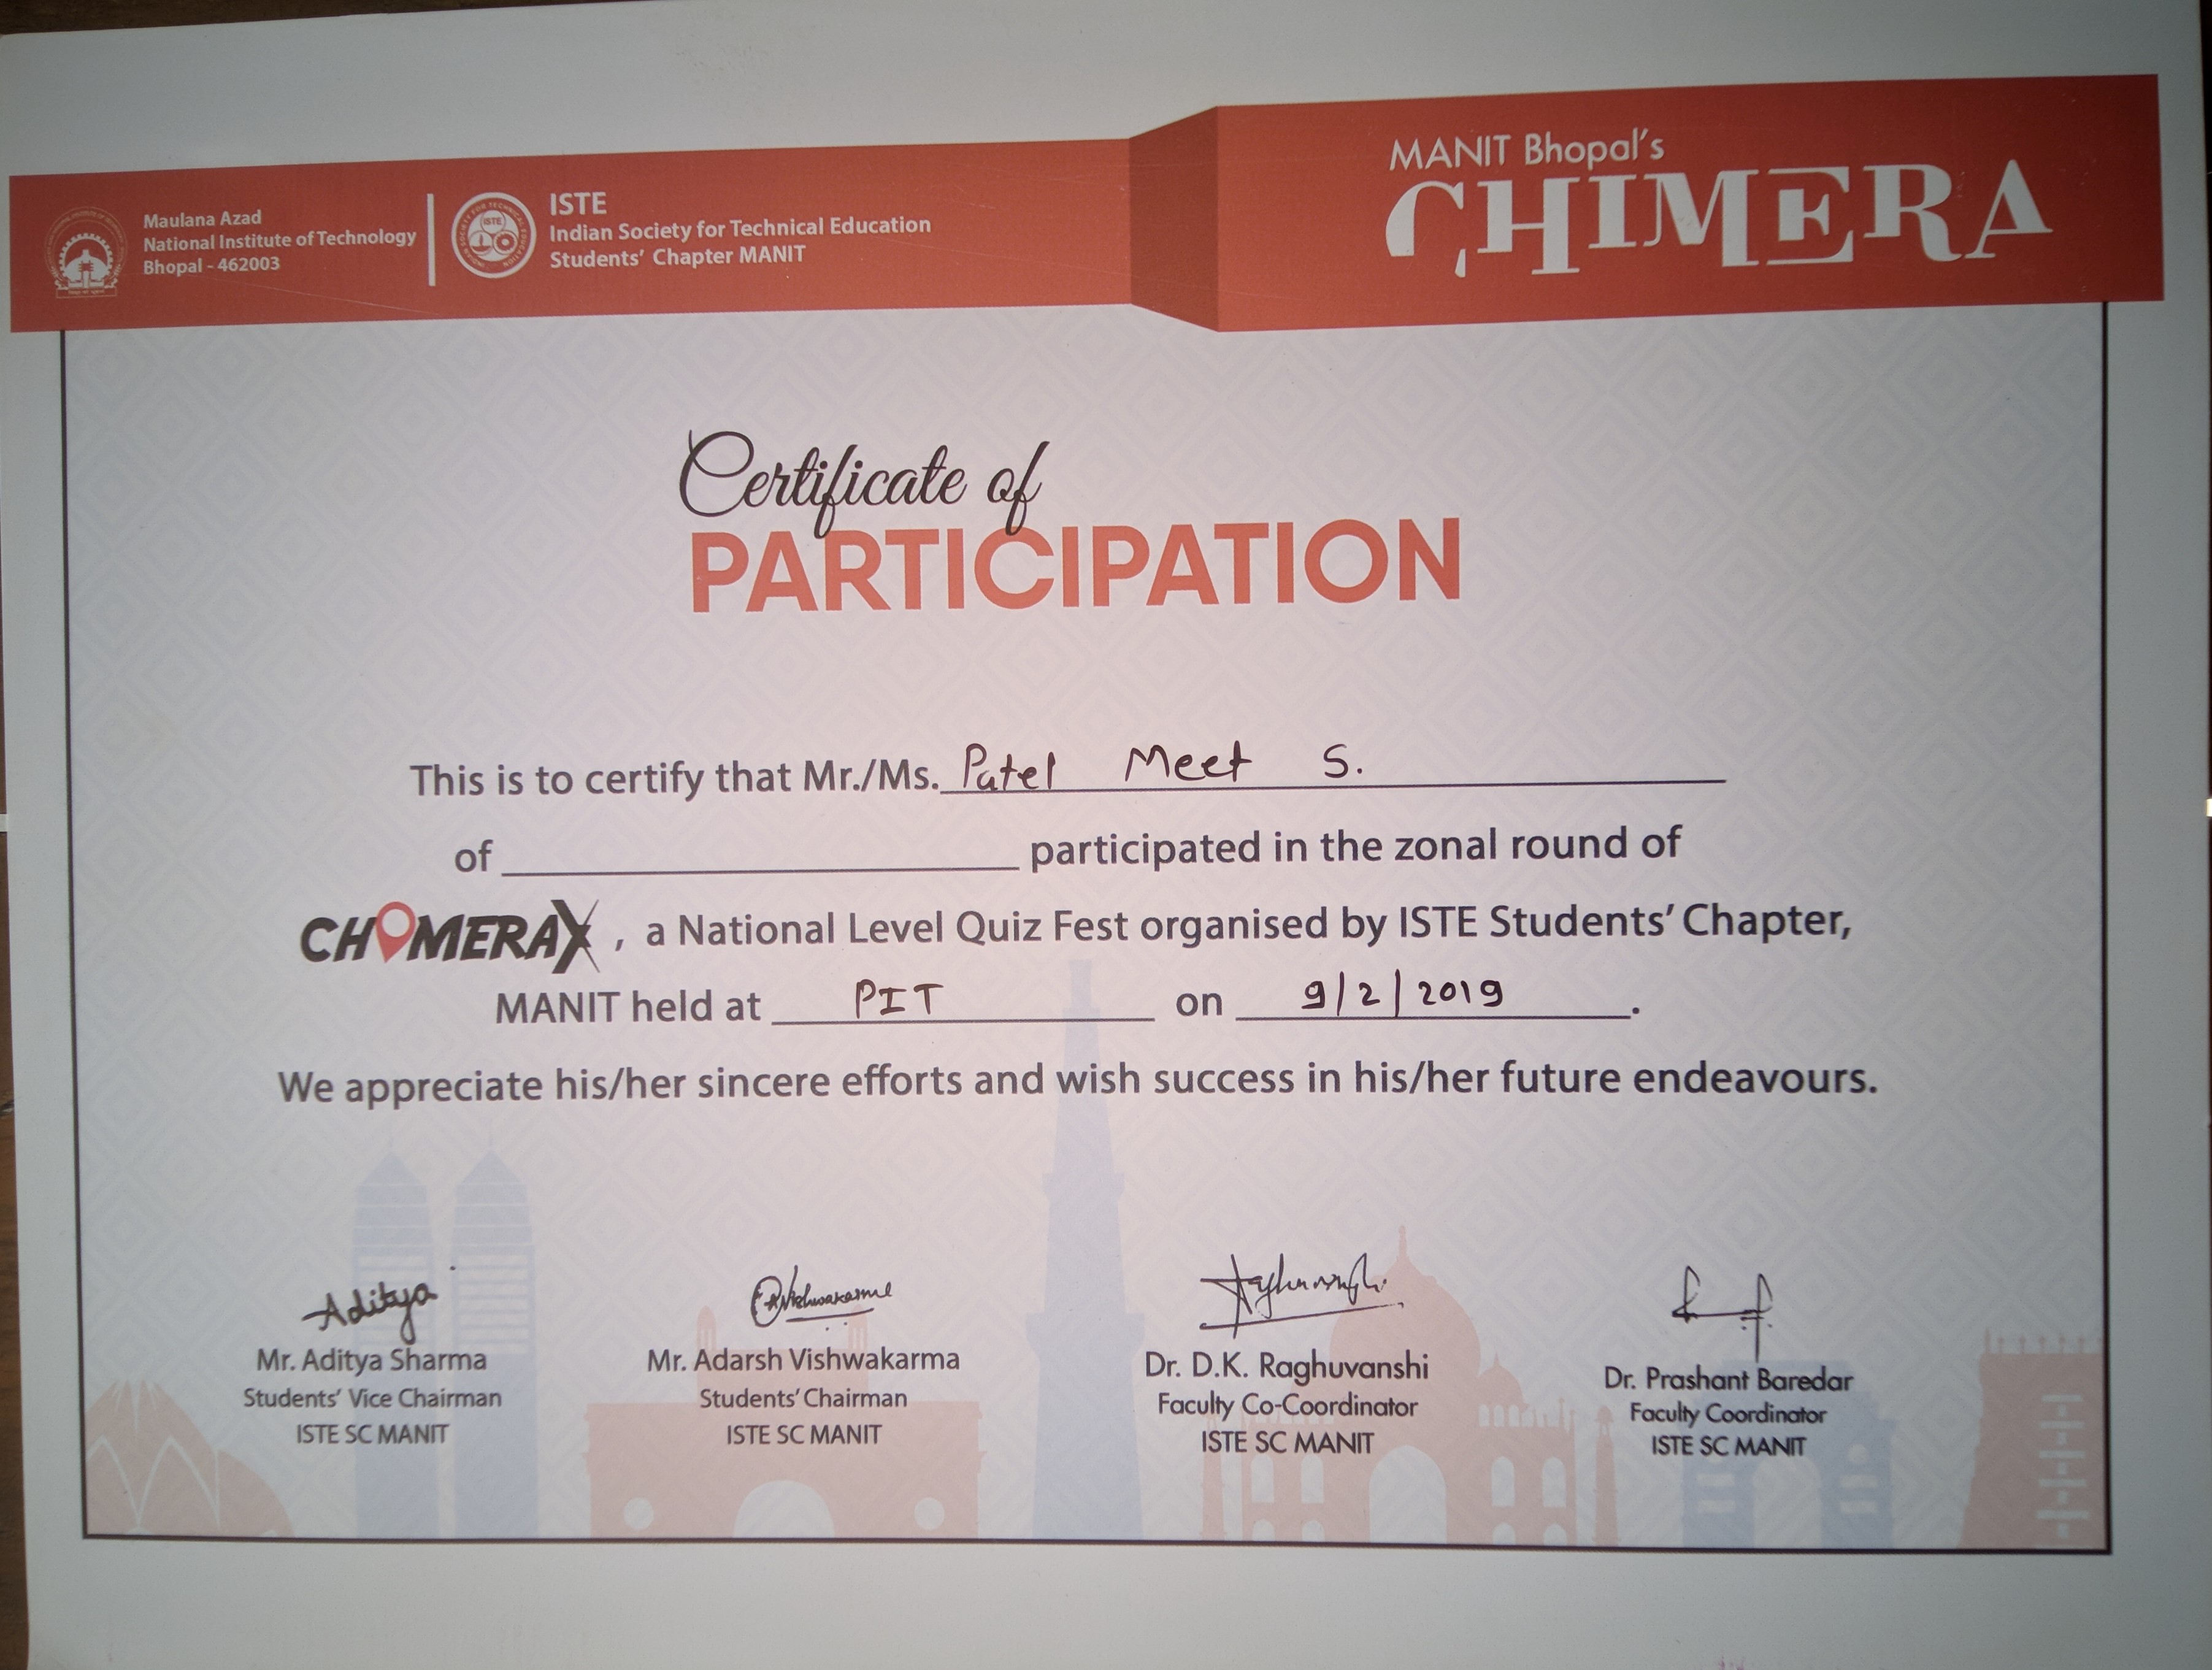 Maulana Azad
National Institute of Technology
Bhopal - 462003
ISTE
Indian Society for Technical Education
Students' Chapter MANIT
MANIT Bhopal's
CHIMERA
Certificate of
PARTICIPATION
This is to certify that Mr./Ms. Patel Meet S.
of participated in the zonal round of
CHIMERAX, a National Level Quiz Fest organised by ISTE Students' Chapter,
MANIT held at PIT on 9/2/2019.
We appreciate his/her sincere efforts and wish success in his/her future endeavours.
Aditya
Mr. Aditya Sharma
Students' Vice Chairman
ISTE SC MANIT
AVishwakarma
Mr. Adarsh Vishwakarma
Students' Chairman
ISTE SC MANIT
Raghuvanshi
Dr. D.K. Raghuvanshi
Faculty Co-Coordinator
ISTE SC MANIT
Dr. Prashant Baredar
Faculty Coordinator
ISTE SC MANIT